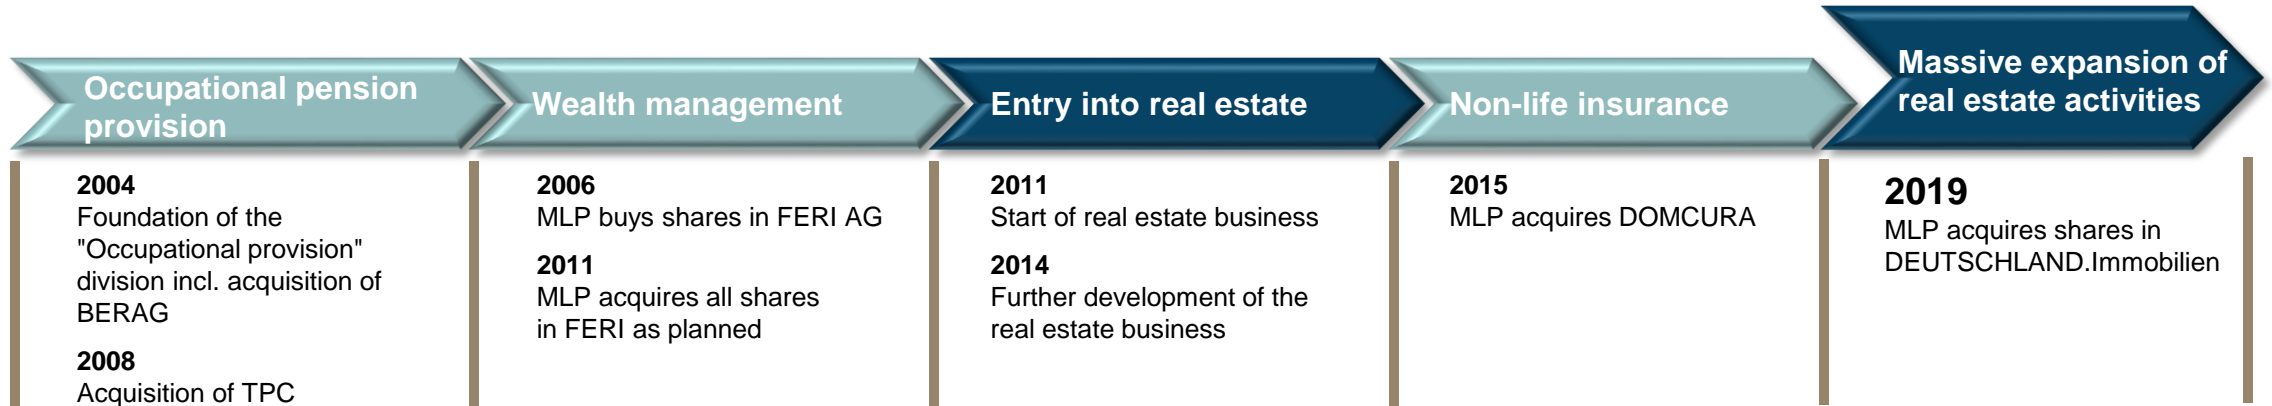 Occupational pension
provision
2004
Foundation of the
"Occupational provision"
division incl. acquisition of
BERAG
2008
Acquisition of TPC
Wealth management
2006
MLP buys shares in FERI AG
2011
MLP acquires all shares
in FERI as planned
Entry into real estate
2011
Start of real estate business
2014
Further development of the
real estate business
Non-life insurance
2015
MLP acquires DOMCURA
Massive expansion of
real estate activities
2019
MLP acquires shares in
DEUTSCHLAND.Immobilien